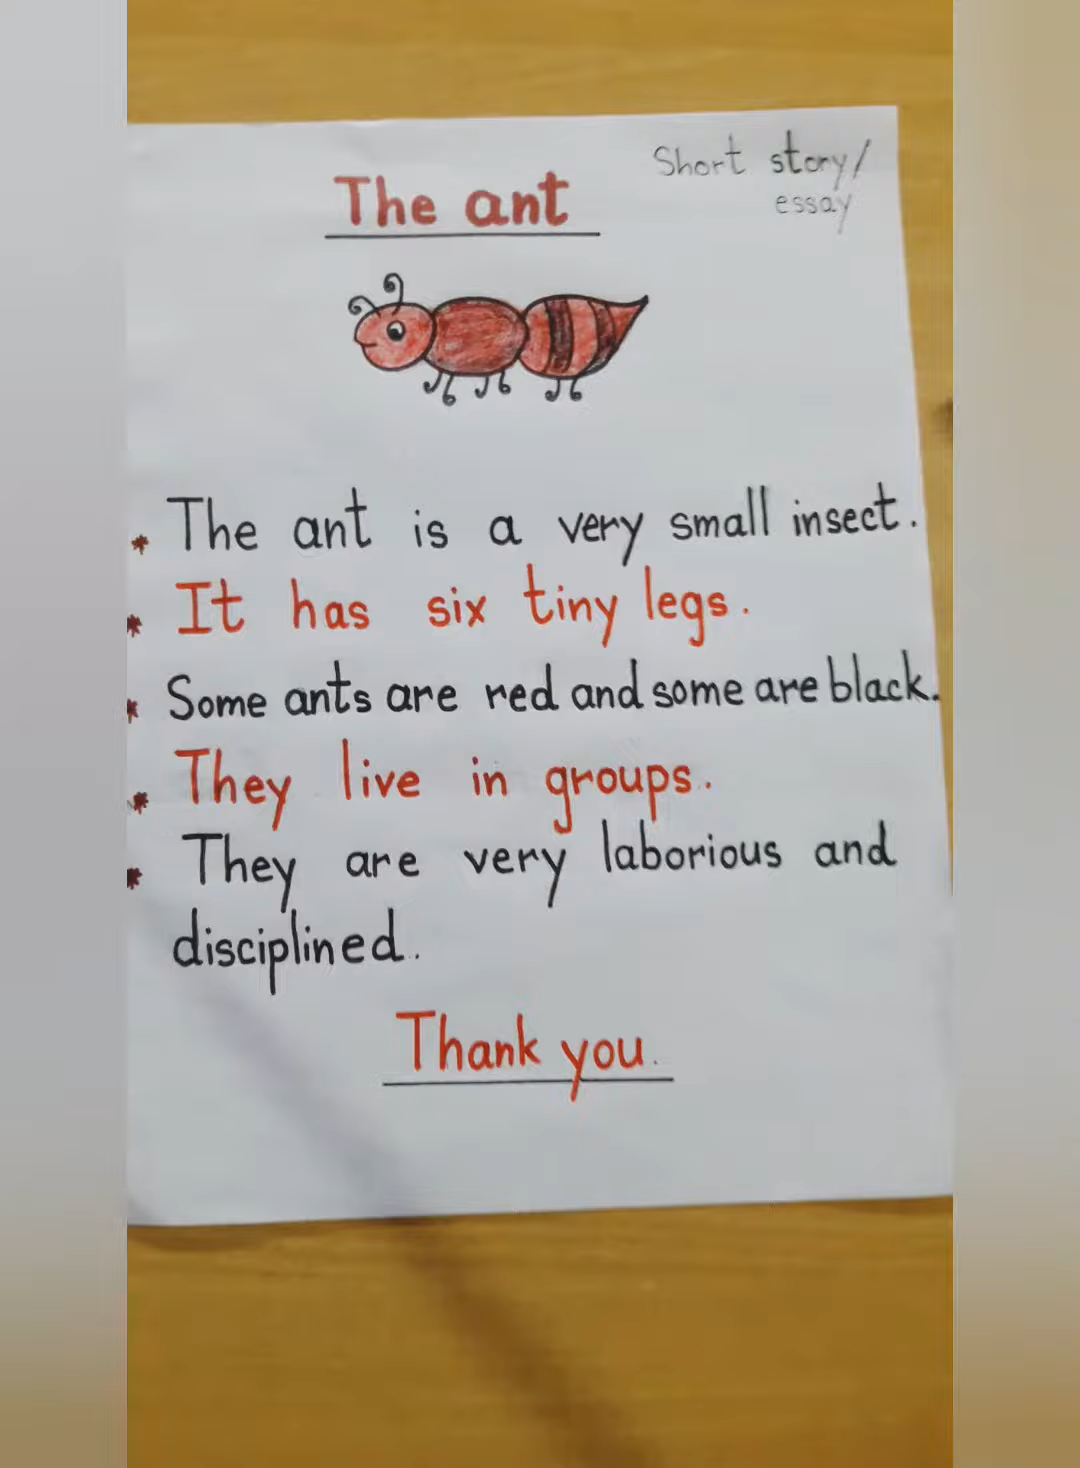 Short story/
essay
The ant
* The ant is a very small insect.
* It has six tiny legs.
* Some ants are red and some are black.
* They live in groups.
* They are very laborious and
disciplined.
Thank you.